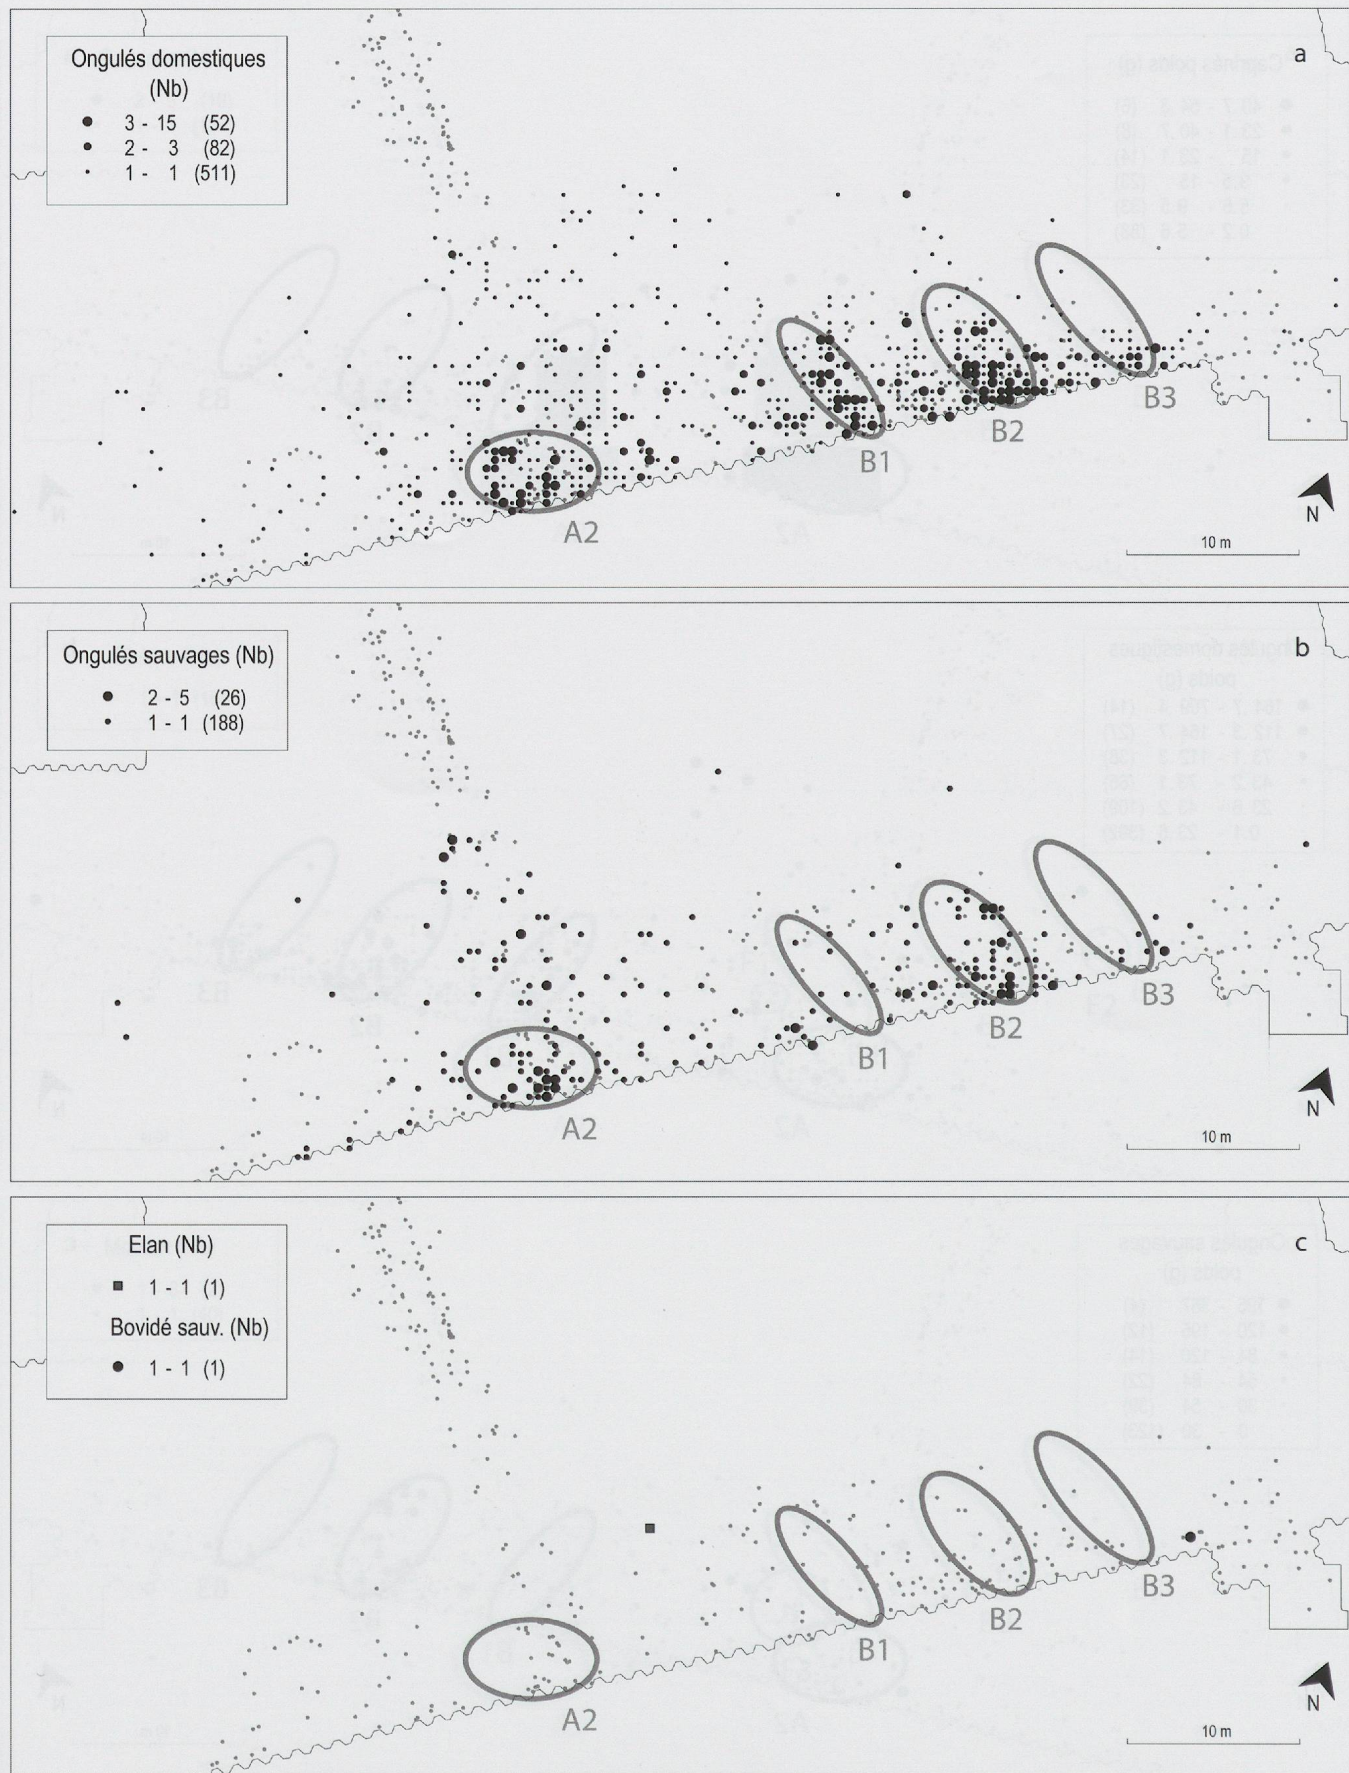 Ongulés domestiques
(Nb)
3 - 15 (52)
2 - 3 (82)
1 - 1 (511)
a
A2
B1
B2
B3
N
10 m
Ongulés sauvages (Nb)
2 - 5 (26)
1 - 1 (188)
b
A2
B1
B2
B3
N
10 m
Elan (Nb)
1 - 1 (1)
Bovidé sauv. (Nb)
1 - 1 (1)
c
A2
B1
B2
B3
N
10 m